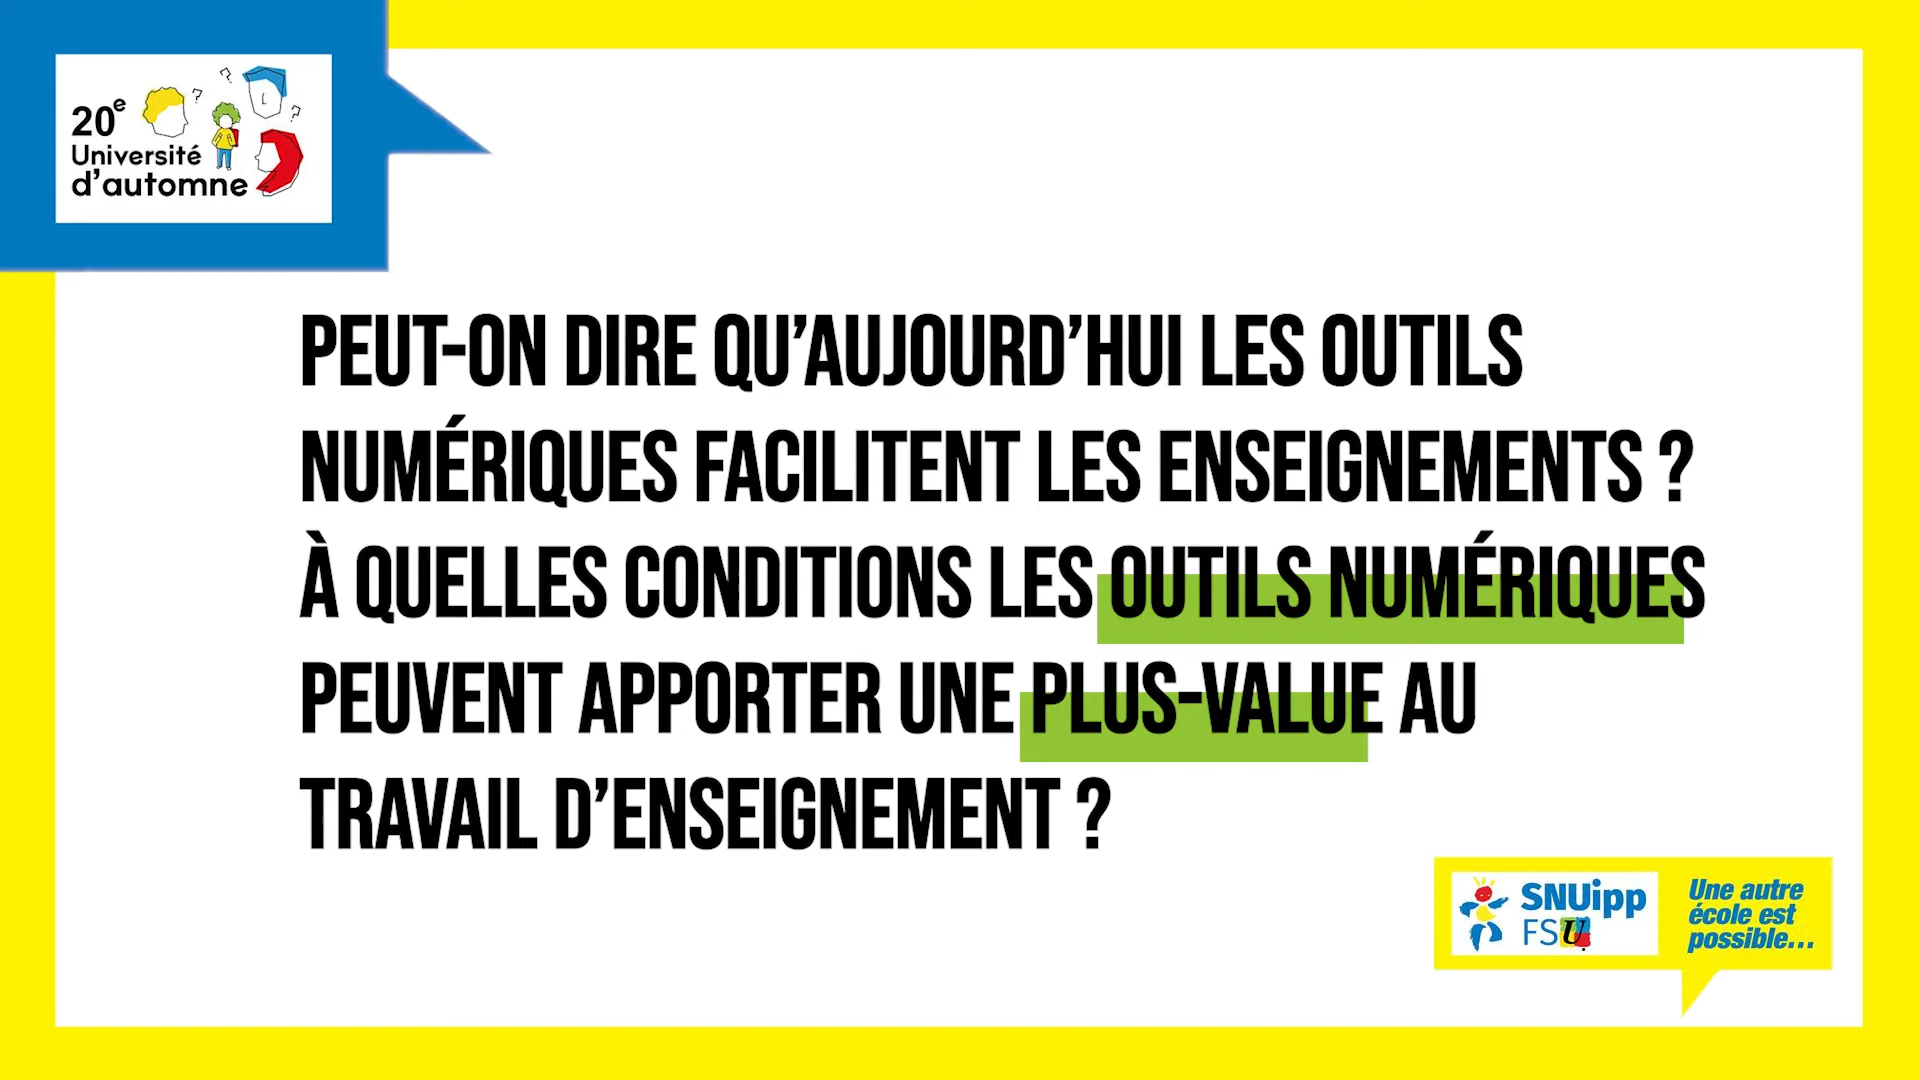 20e
Université
d’automne
PEUT-ON DIRE QU’AUJOURD’HUI LES OUTILS
NUMÉRIQUES FACILITENT LES ENSEIGNEMENTS ?
À QUELLES CONDITIONS LES OUTILS NUMÉRIQUES
PEUVENT APPORTER UNE PLUS-VALUE AU
TRAVAIL D’ENSEIGNEMENT ?
SNUipp
FSU
Une autre
école est
possible...